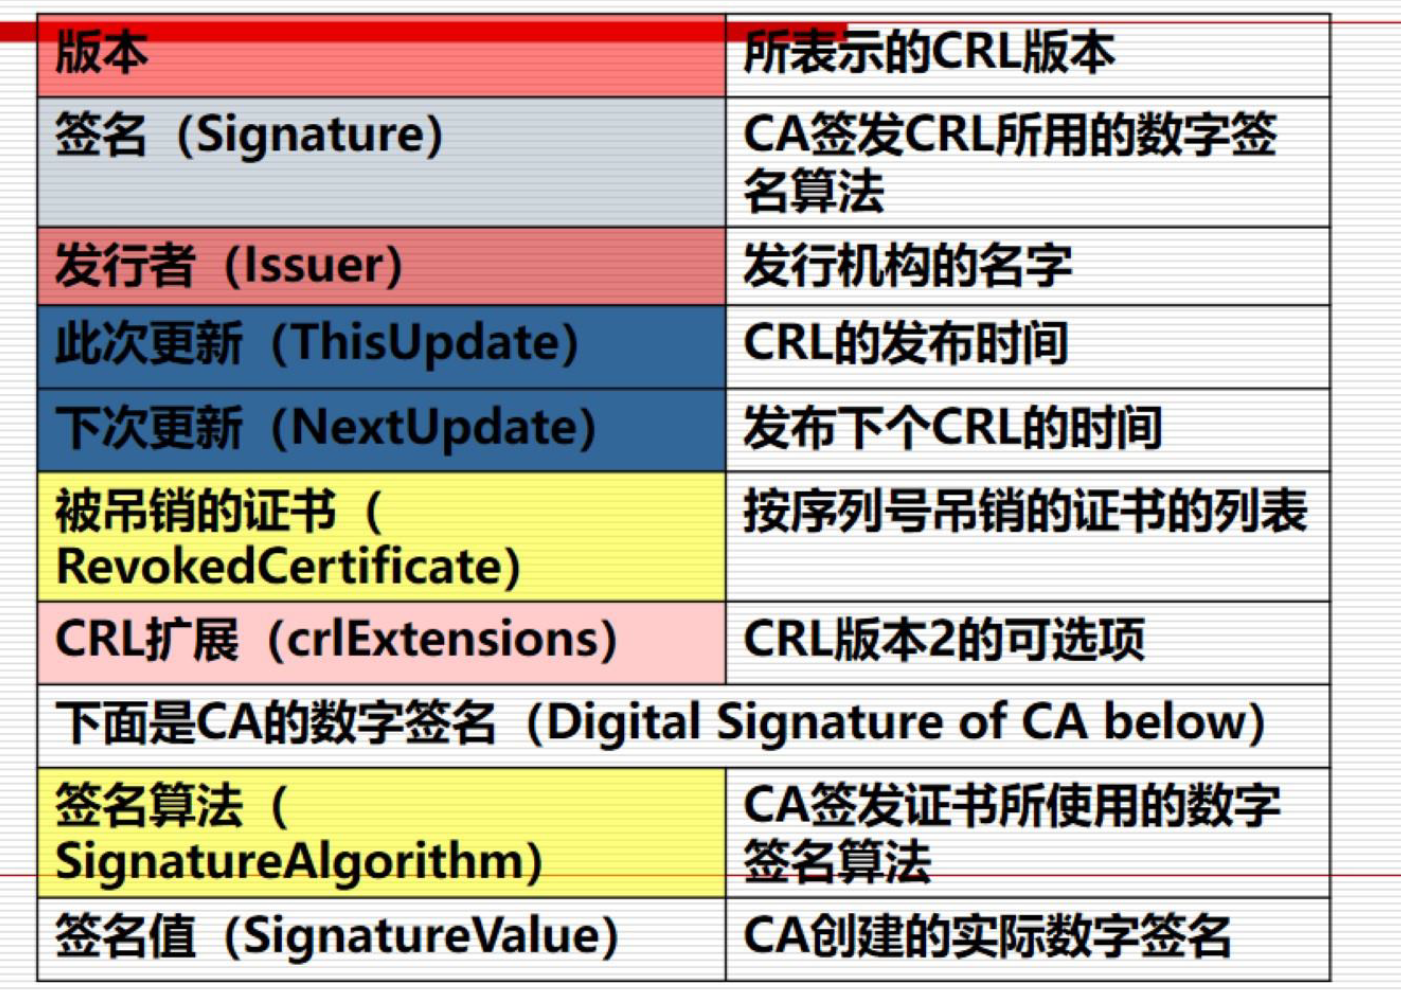 版本
所表示的CRL版本
签名（Signature）
CA签发CRL所用的数字签
名算法
发行者（Issuer）
发行机构的名字
此次更新（ThisUpdate）
CRL的发布时间
下次更新（NextUpdate）
发布下个CRL的时间
被吊销的证书（
RevokedCertificate）
按序列号吊销的证书的列表
CRL扩展（crlExtensions）
CRL版本2的可选项
下面是CA的数字签名（Digital Signature of CA below）
签名算法（
SignatureAlgorithm）
CA签发证书所使用的数字
签名算法
签名值（SignatureValue）
CA创建的实际数字签名